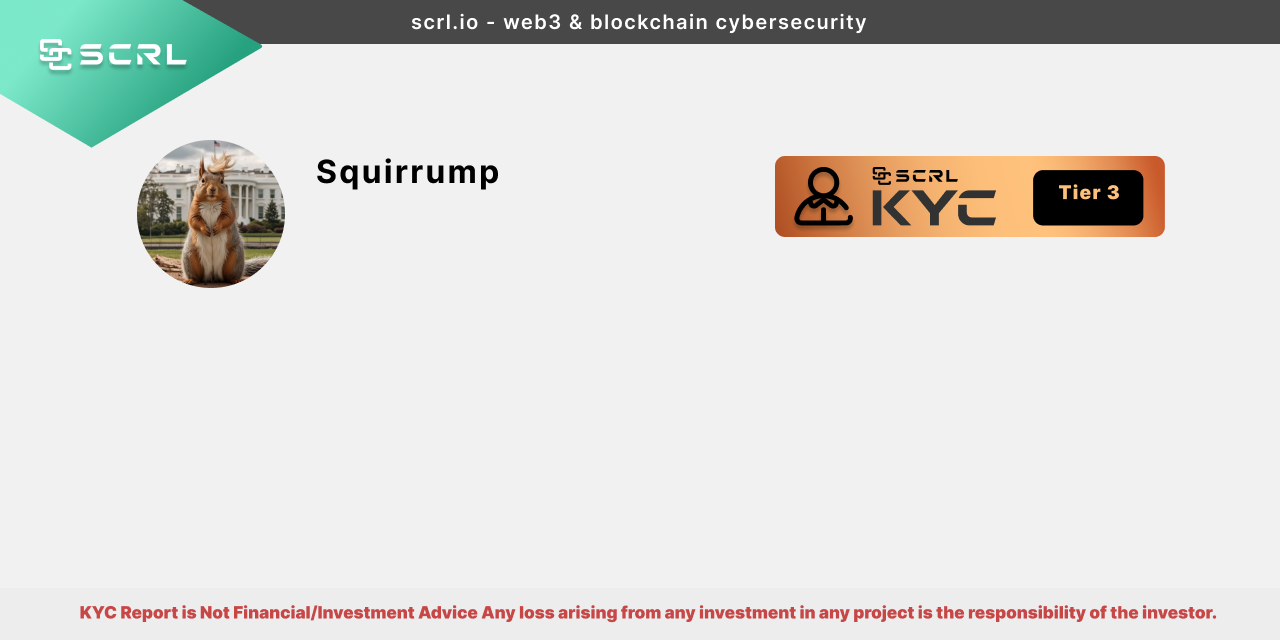 scrl.io - web3 & blockchain cybersecurity
SCRL
Squirrump
SCRL
KYC
Tier 3
KYC Report is Not Financial/Investment Advice Any loss arising from any investment in any project is the responsibility of the investor.